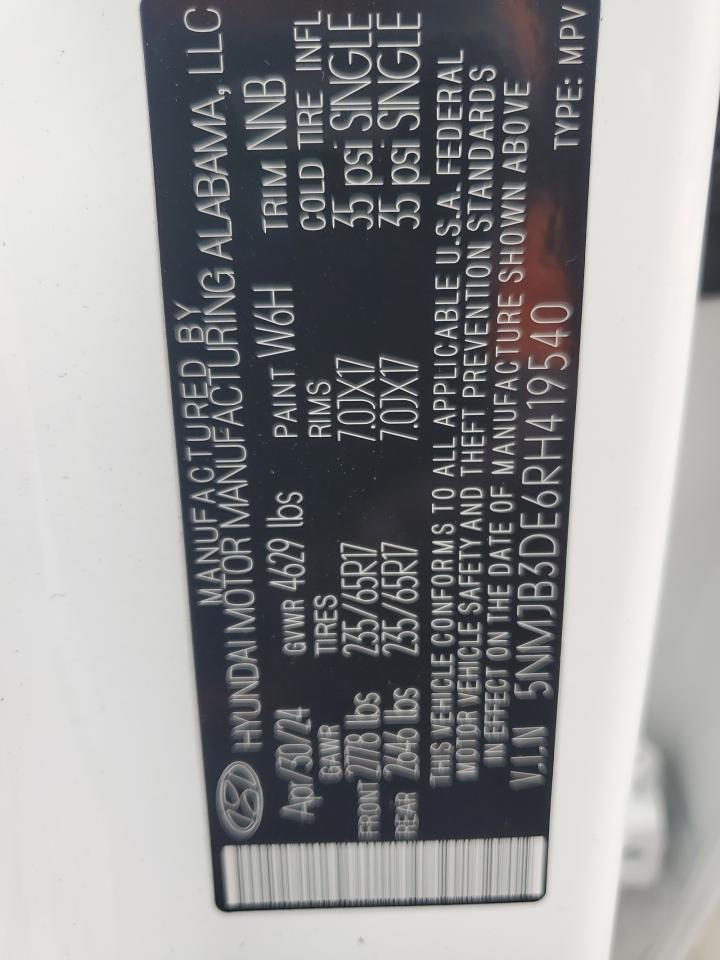 MANUFACTURED BY
HYUNDAI MOTOR MANUFACTURING ALABAMA, LLC
Apr/30/24 GVWR 4629 lbs PAINT W6H TRIM NNB
GAWR TIRES RIMS COLD TIRE INFL
FRONT 2778 lbs 235/65R17 7.0JX17 35 psi SINGLE
REAR 2646 lbs 235/65R17 7.0JX17 35 psi SINGLE
THIS VEHICLE CONFORMS TO ALL APPLICABLE U.S.A. FEDERAL
MOTOR VEHICLE SAFETY AND THEFT PREVENTION STANDARDS
IN EFFECT ON THE DATE OF MANUFACTURE SHOWN ABOVE
V.I.N 5NMJB3DE6RH419540 TYPE: MPV